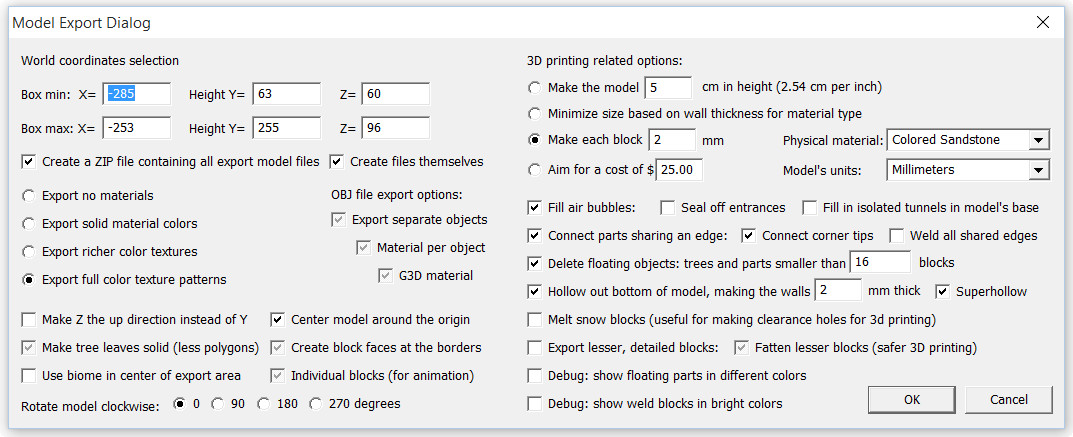 Model Export Dialog
World coordinates selection
Box min: X= -285 Height Y= 63 Z= 60
Box max: X= -253 Height Y= 255 Z= 96
Create a ZIP file containing all export model files Create files themselves
Export no materials
Export solid material colors
Export richer color textures
Export full color texture patterns
OBJ file export options:
Export separate objects
Material per object
G3D material
Make Z the up direction instead of Y Center model around the origin
Make tree leaves solid (less polygons) Create block faces at the borders
Use biome in center of export area Individual blocks (for animation)
Rotate model clockwise: 0 90 180 270 degrees
3D printing related options:
Make the model 5 cm in height (2.54 cm per inch)
Minimize size based on wall thickness for material type
Make each block 2 mm Physical material: Colored Sandstone
Aim for a cost of $ 25.00 Model's units: Millimeters
Fill air bubbles: Seal off entrances Fill in isolated tunnels in model's base
Connect parts sharing an edge: Connect corner tips Weld all shared edges
Delete floating objects: trees and parts smaller than 16 blocks
Hollow out bottom of model, making the walls 2 mm thick Superhollow
Melt snow blocks (useful for making clearance holes for 3d printing)
Export lesser, detailed blocks: Fatten lesser blocks (safer 3D printing)
Debug: show floating parts in different colors
Debug: show weld blocks in bright colors
OK Cancel